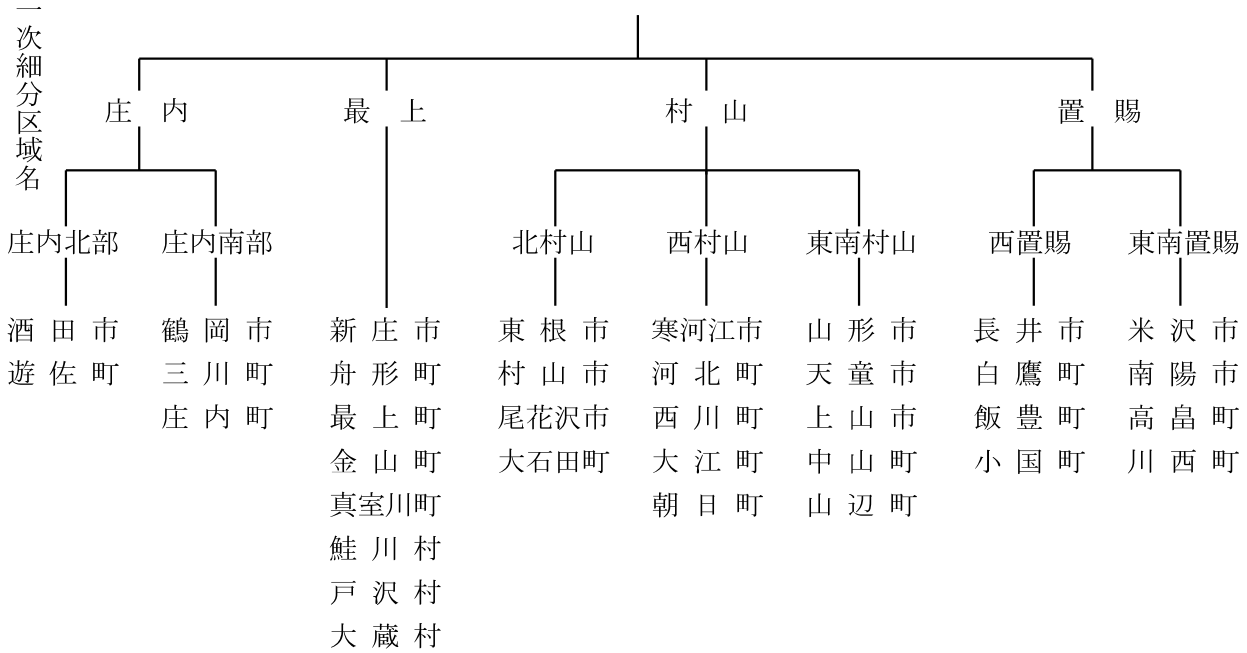 一次細分区域名
庄内
最上
村山
置賜
庄内北部
庄内南部
北村山
西村山
東南村山
西置賜
東南置賜
酒田市
遊佐町
鶴岡市
三川町
庄内町
新庄市
舟形町
最上町
金山町
真室川町
鮭川村
戸沢村
大蔵村
東根市
村山市
尾花沢市
大石田町
寒河江市
河北町
西川町
大江町
朝日町
山形市
天童市
上山市
中山町
山辺町
長井市
白鷹町
飯豊町
小国町
米沢市
南陽市
高畠町
川西町